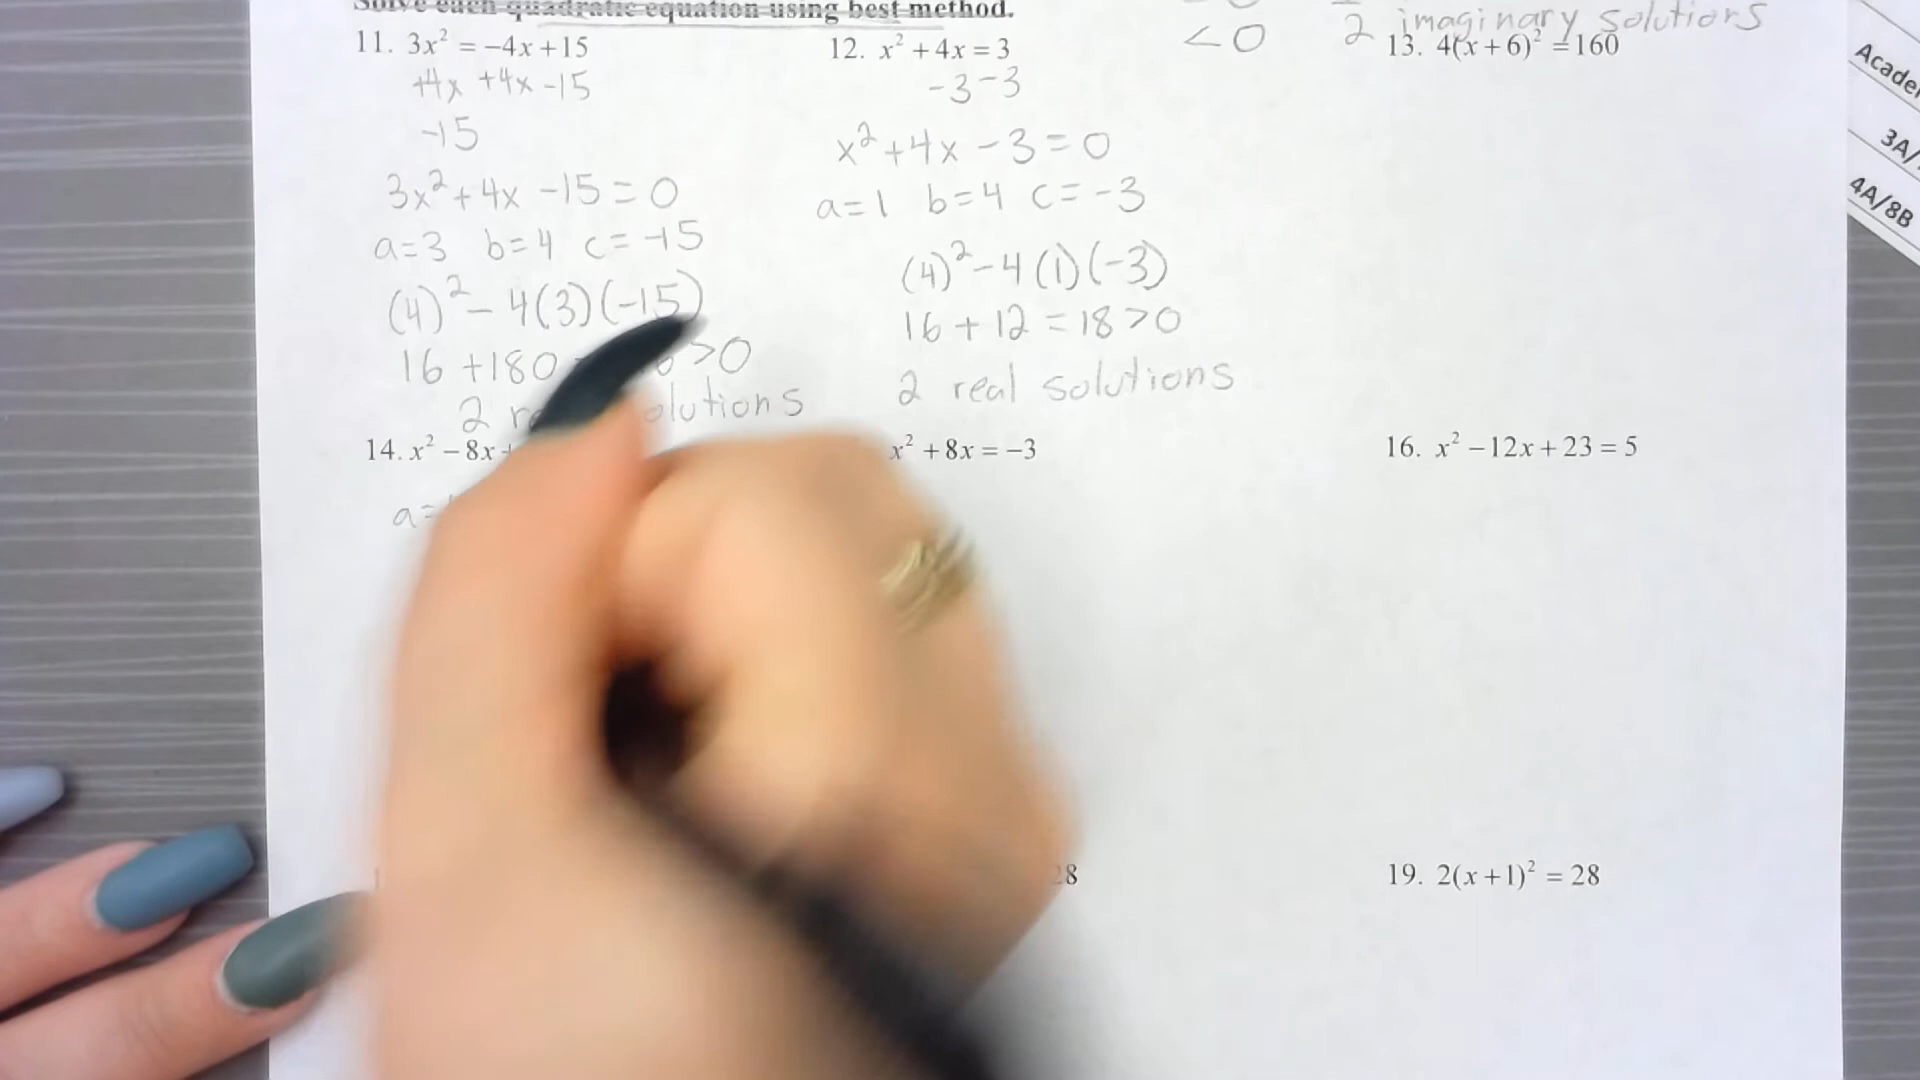 Solve each quadratic equation using best method.
11. 3x² = −4x + 15
+4x +4x -15
-15
3x² + 4x - 15 = 0
a=3 b=4 c=-15
(4)² - 4(3)(-15)
16 + 180 >0
2 solutions
12. x² + 4x = 3
-3 -3
x² + 4x - 3 = 0
a=1 b=4 c=-3
(4)² - 4(1)(-3)
16 + 12 = 18 > 0
2 real solutions
< 0 2 imaginary solutions
13. 4(x + 6)² = 160
14. x² − 8x
a=
x² + 8x = −3
16. x² − 12x + 23 = 5
28
19. 2(x + 1)² = 28
3A/
4A/8B